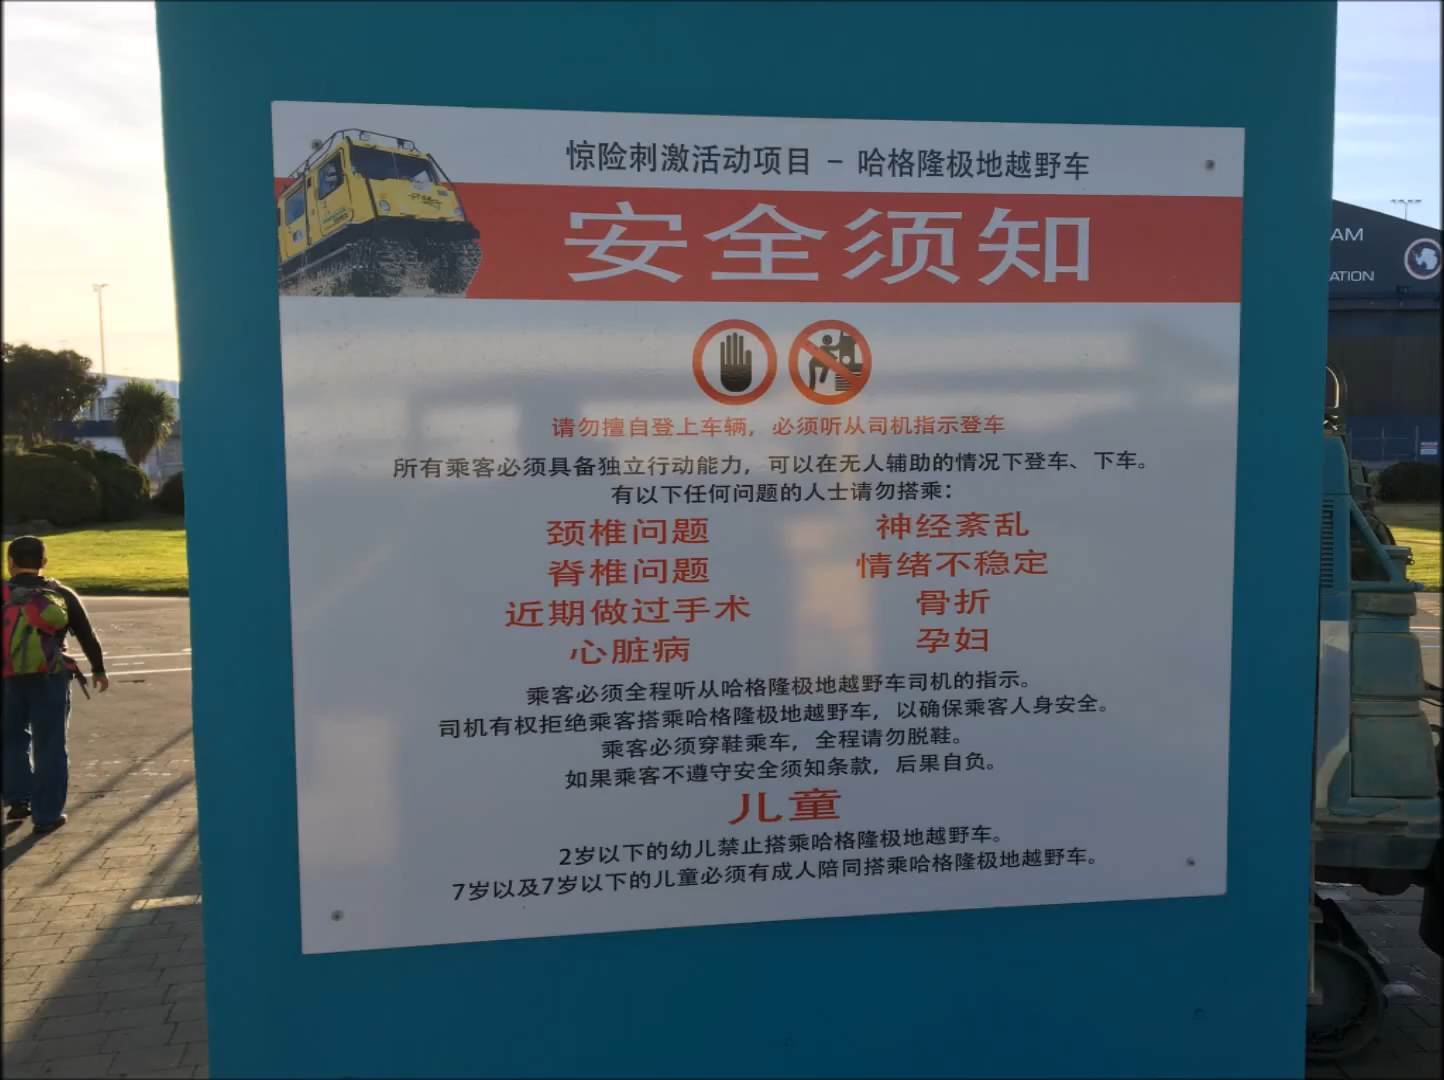 惊险刺激活动项目 – 哈格隆极地越野车
安全须知
请勿擅自登上车辆，必须听从司机指示登车
所有乘客必须具备独立行动能力，可以在无人辅助的情况下登车、下车。
有以下任何问题的人士请勿搭乘：
颈椎问题 神经紊乱
脊椎问题 情绪不稳定
近期做过手术 骨折
心脏病 孕妇
乘客必须全程听从哈格隆极地越野车司机的指示。
司机有权拒绝乘客搭乘哈格隆极地越野车，以确保乘客人身安全。
乘客必须穿鞋乘车，全程请勿脱鞋。
如果乘客不遵守安全须知条款，后果自负。
儿童
2岁以下的幼儿禁止搭乘哈格隆极地越野车。
7岁以及7岁以下的儿童必须有成人陪同搭乘哈格隆极地越野车。
AM
ATION